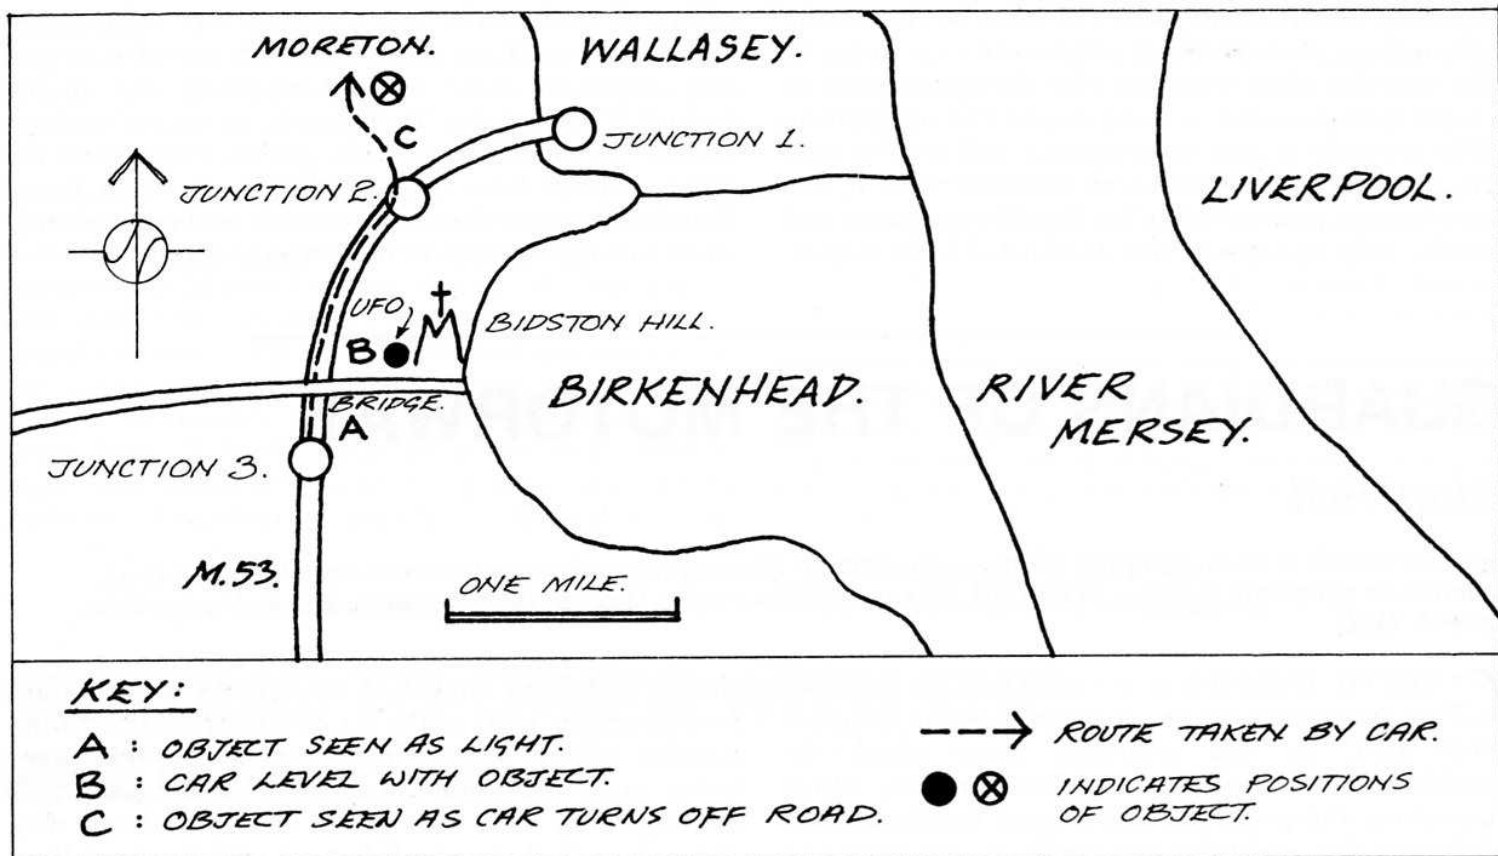 MORETON.
WALLASEY.
C
JUNCTION 1.
JUNCTION 2.
LIVERPOOL.
N
UFO
B
BIDSTON HILL.
BIRKENHEAD.
RIVER
MERSEY.
BRIDGE.
A
JUNCTION 3.
M.53.
ONE MILE.
KEY:
A : OBJECT SEEN AS LIGHT.
B : CAR LEVEL WITH OBJECT.
C : OBJECT SEEN AS CAR TURNS OFF ROAD.
ROUTE TAKEN BY CAR.
INDICATES POSITIONS
OF OBJECT.